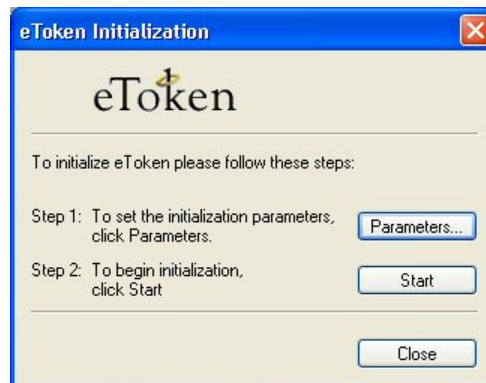 eToken Initialization
eToken
To initialize eToken please follow these steps:
Step 1: To set the initialization parameters,
click Parameters.
Parameters...
Step 2: To begin initialization,
click Start
Start
Close